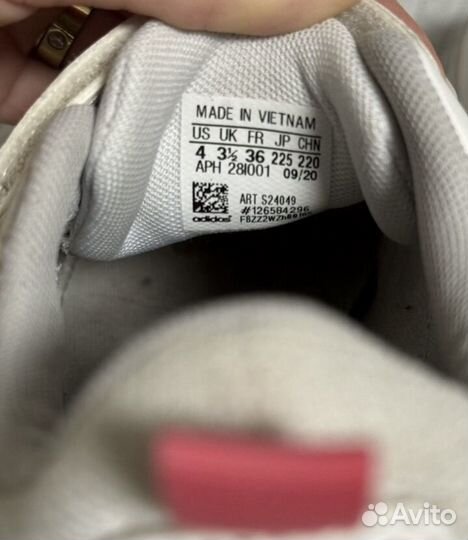 MADE IN VIETNAM
US UK FR JP CHN
4 3½ 36 225 220
APH 28I001 09/20
ART S24049
#126584296
adidas
Avito